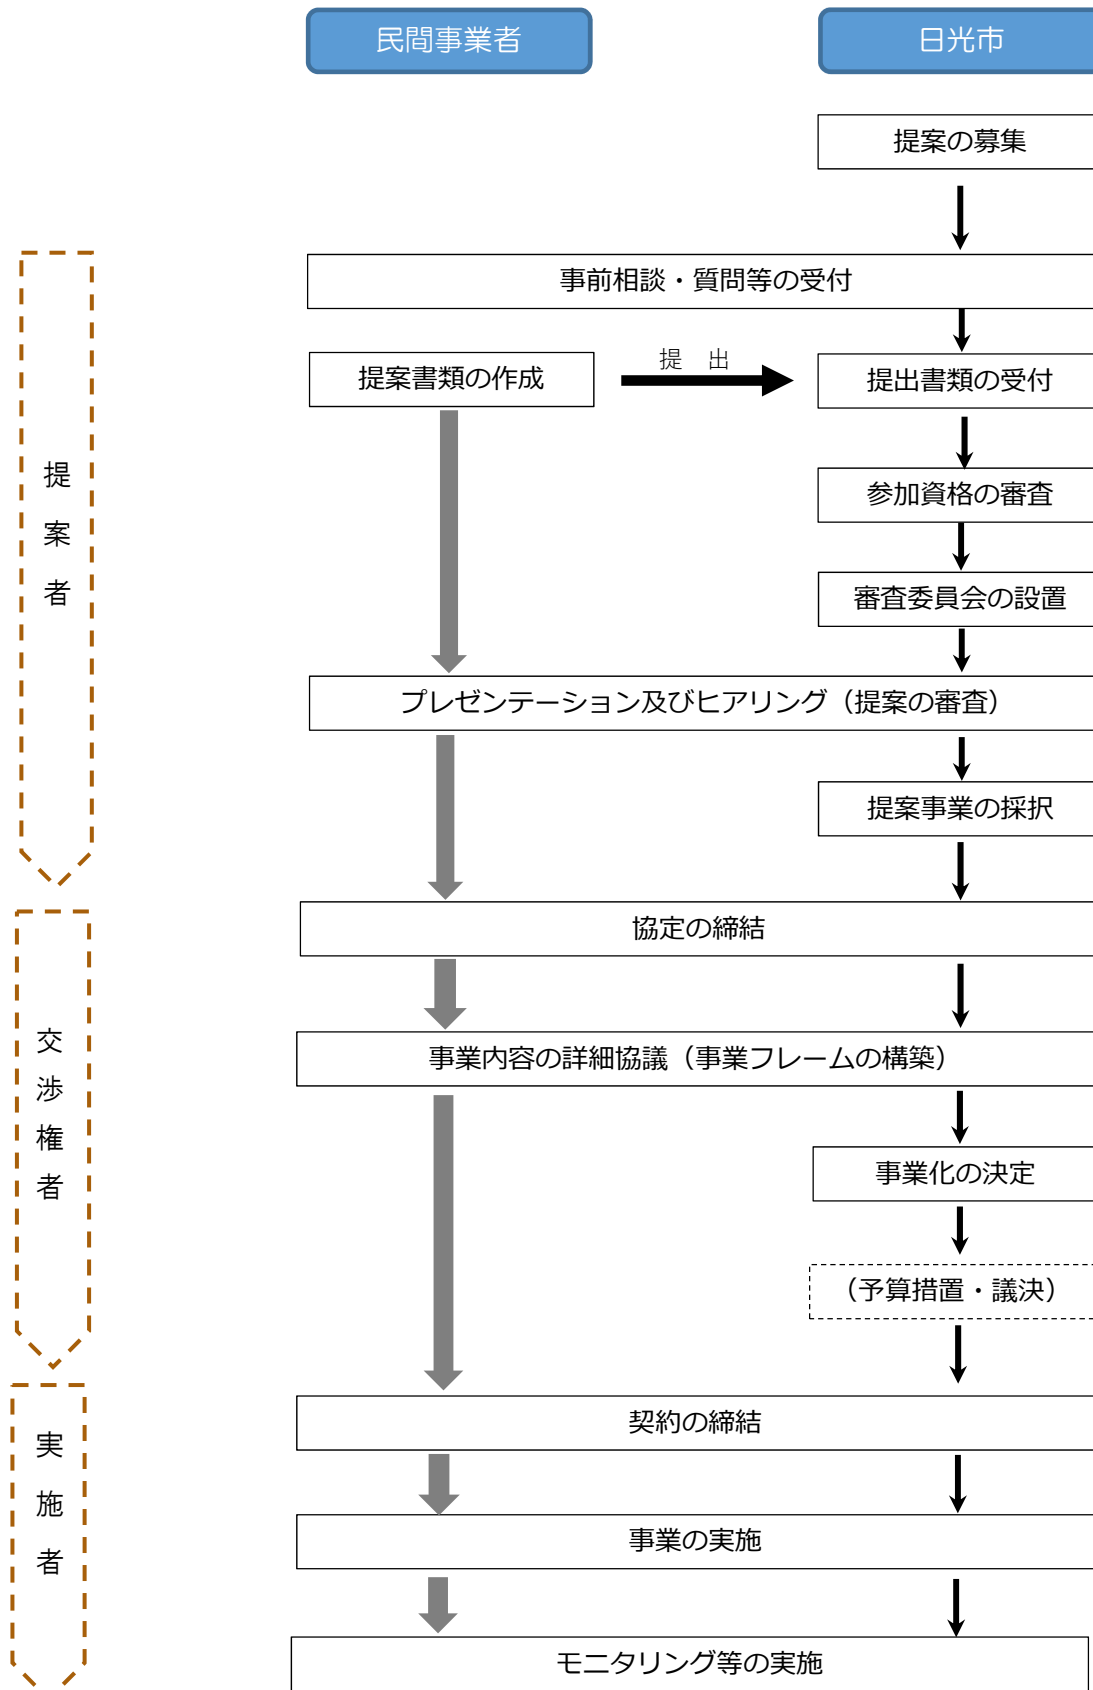 民間事業者
日光市
提案の募集
事前相談・質問等の受付
提案書類の作成
提　出
提出書類の受付
参加資格の審査
審査委員会の設置
プレゼンテーション及びヒアリング（提案の審査）
提案事業の採択
協定の締結
事業内容の詳細協議（事業フレームの構築）
事業化の決定
（予算措置・議決）
契約の締結
事業の実施
モニタリング等の実施
提案者
交渉権者
実施者